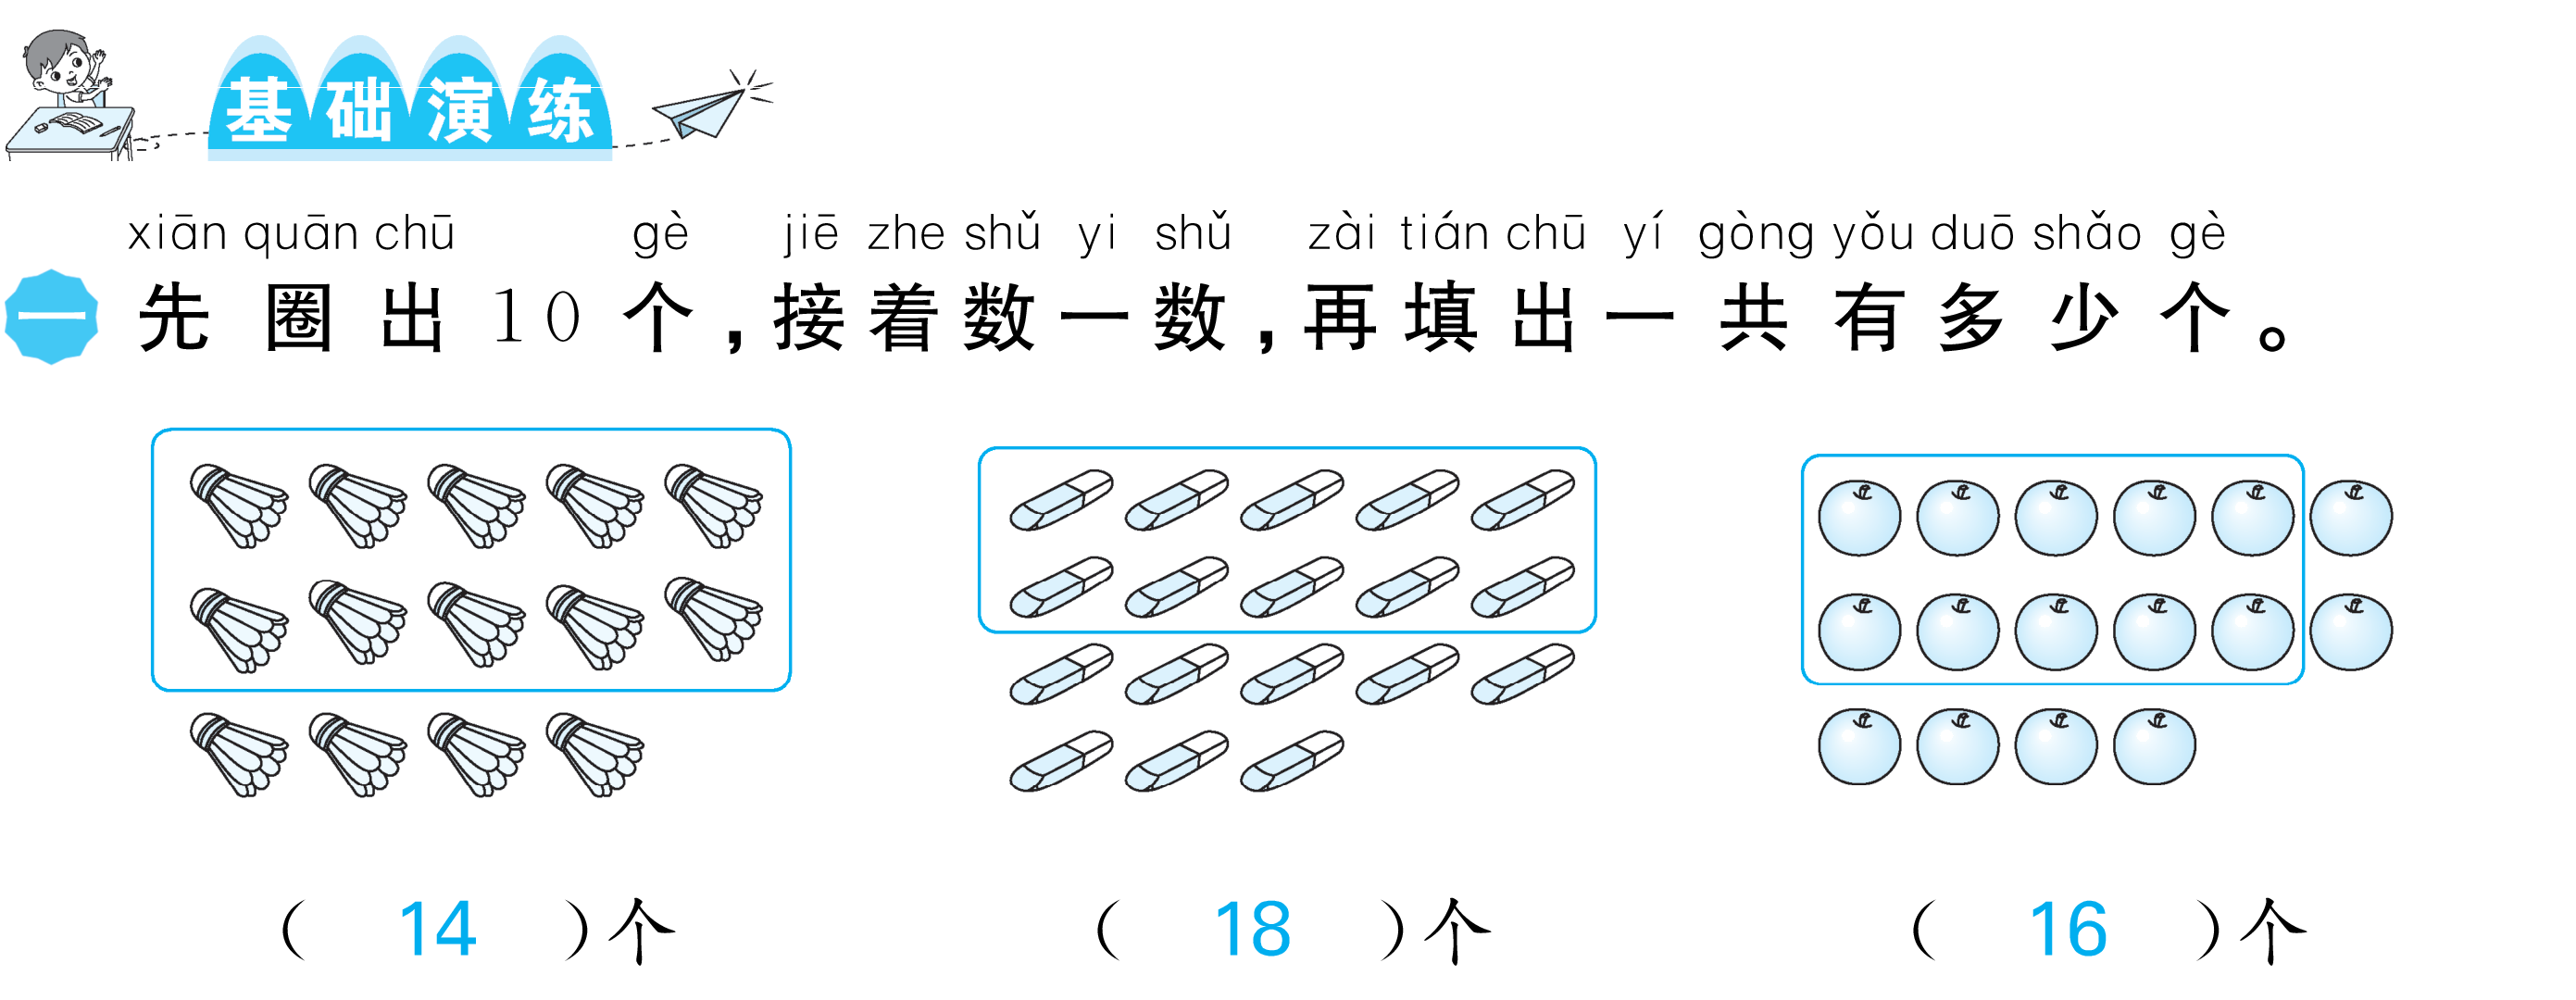 基础演练
xiān quān chū gè jiē zhe shǔ yi shǔ zài tián chū yí gòng yǒu duō shǎo gè
一 先圈出10个,接着数一数,再填出一共有多少个。
( 14 )个 ( 18 )个 ( 16 )个